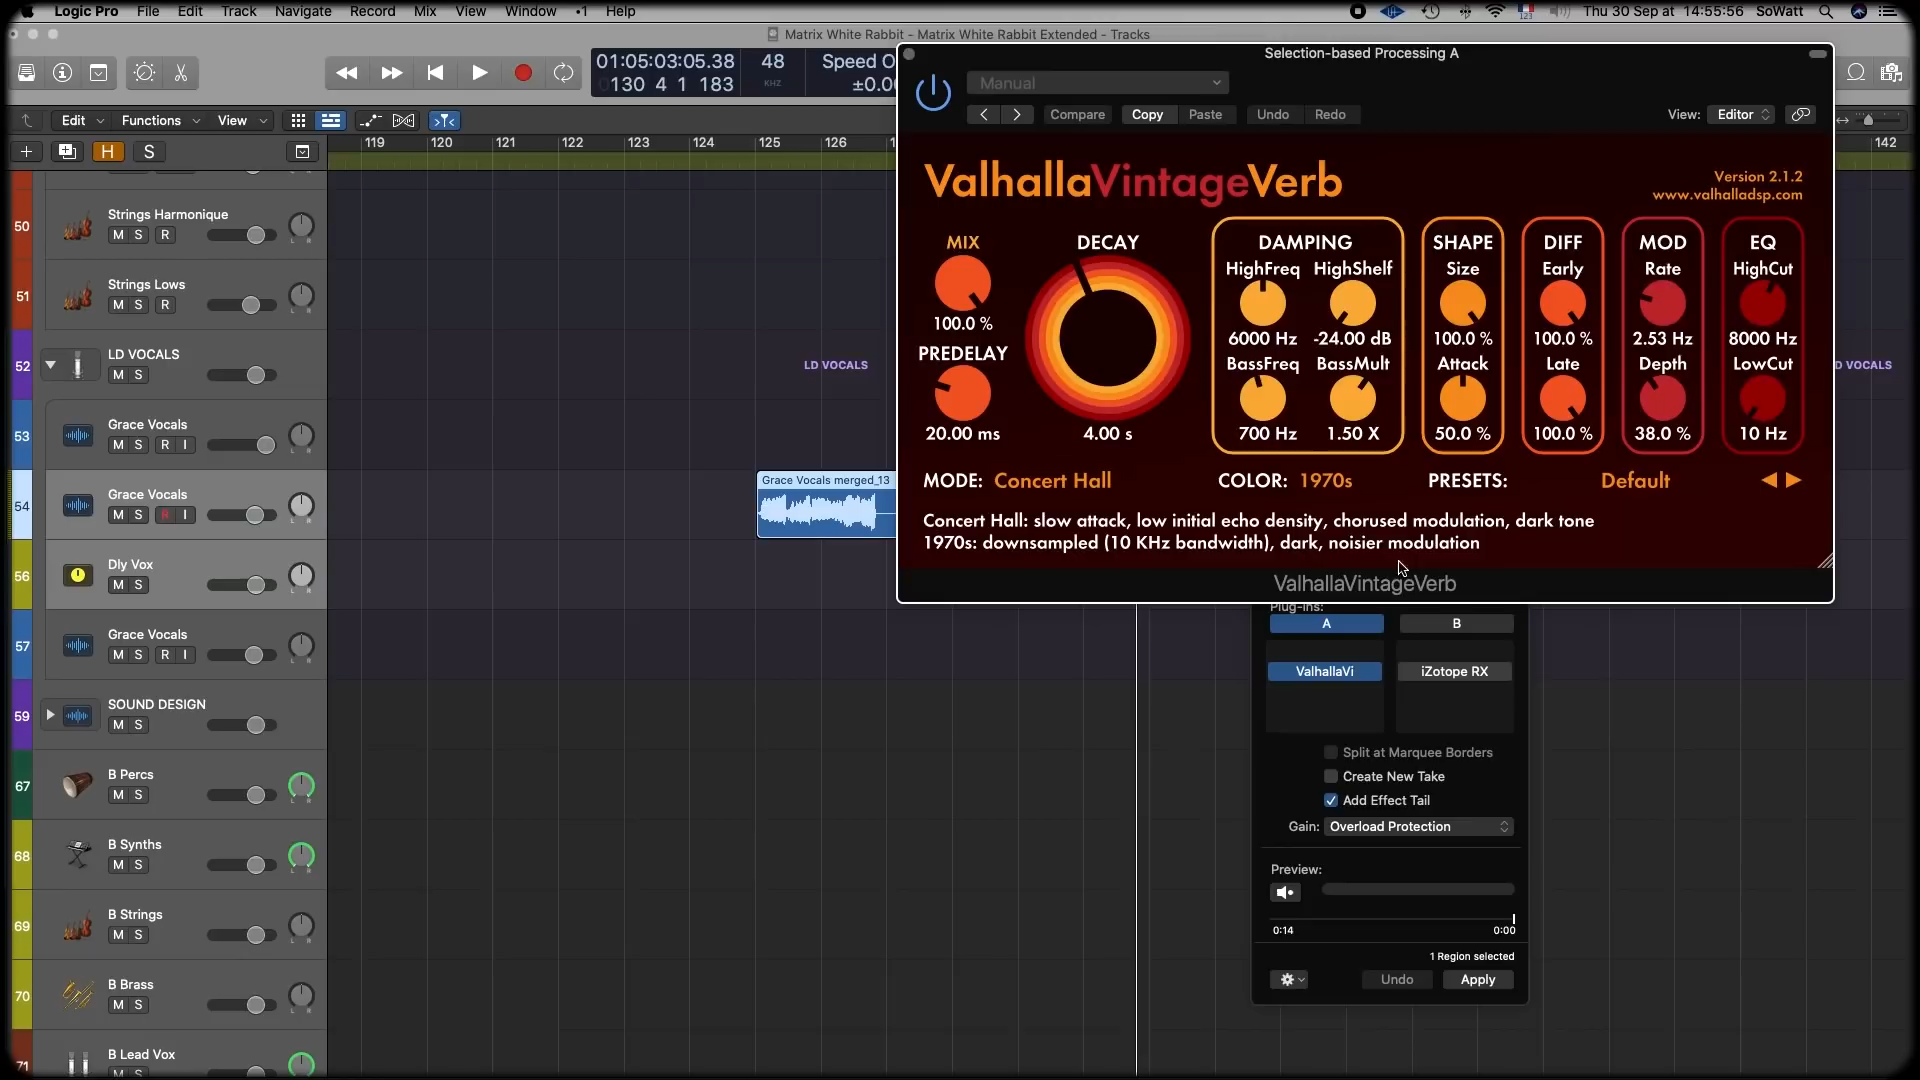 Logic Pro File Edit Track Navigate Record Mix View Window 1 Help
Thu 30 Sep at 14:55:56 SoWatt
Matrix White Rabbit - Matrix White Rabbit Extended - Tracks
01:05:03:05.38
130 4 1 183
48
KHZ
Speed O
±0.0
Edit Functions View
H S
119 120 121 122 123 124 125 126 142
50 Strings Harmonique
M S R
L R
51 Strings Lows
M S R
L R
52 LD VOCALS
M S
LD VOCALS
D VOCALS
53 Grace Vocals
M S R I
L R
54 Grace Vocals
M S R I
L R
Grace Vocals merged_13
56 Dly Vox
M S
L R
57 Grace Vocals
M S R I
L R
59 SOUND DESIGN
M S
67 B Percs
M S
L R
68 B Synths
M S
L R
69 B Strings
M S
L R
70 B Brass
M S
L R
71 B Lead Vox
M S
Selection-based Processing A
Manual
Compare Copy Paste Undo Redo
View: Editor
ValhallaVintageVerb
Version 2.1.2
www.valhalladsp.com
MIX
100.0 %
PREDELAY
20.00 ms
DECAY
4.00 s
DAMPING
HighFreq HighShelf
6000 Hz -24.00 dB
BassFreq BassMult
700 Hz 1.50 X
SHAPE
Size
100.0 %
Attack
50.0 %
DIFF
Early
100.0 %
Late
100.0 %
MOD
Rate
2.53 Hz
Depth
38.0 %
EQ
HighCut
8000 Hz
LowCut
10 Hz
MODE: Concert Hall COLOR: 1970s PRESETS: Default
Concert Hall: slow attack, low initial echo density, chorused modulation, dark tone
1970s: downsampled (10 KHz bandwidth), dark, noisier modulation
ValhallaVintageVerb
Plug-ins:
A B
ValhallaVi iZotope RX
Split at Marquee Borders
Create New Take
Add Effect Tail
Gain: Overload Protection
Preview:
0:14 0:00
1 Region selected
Undo Apply